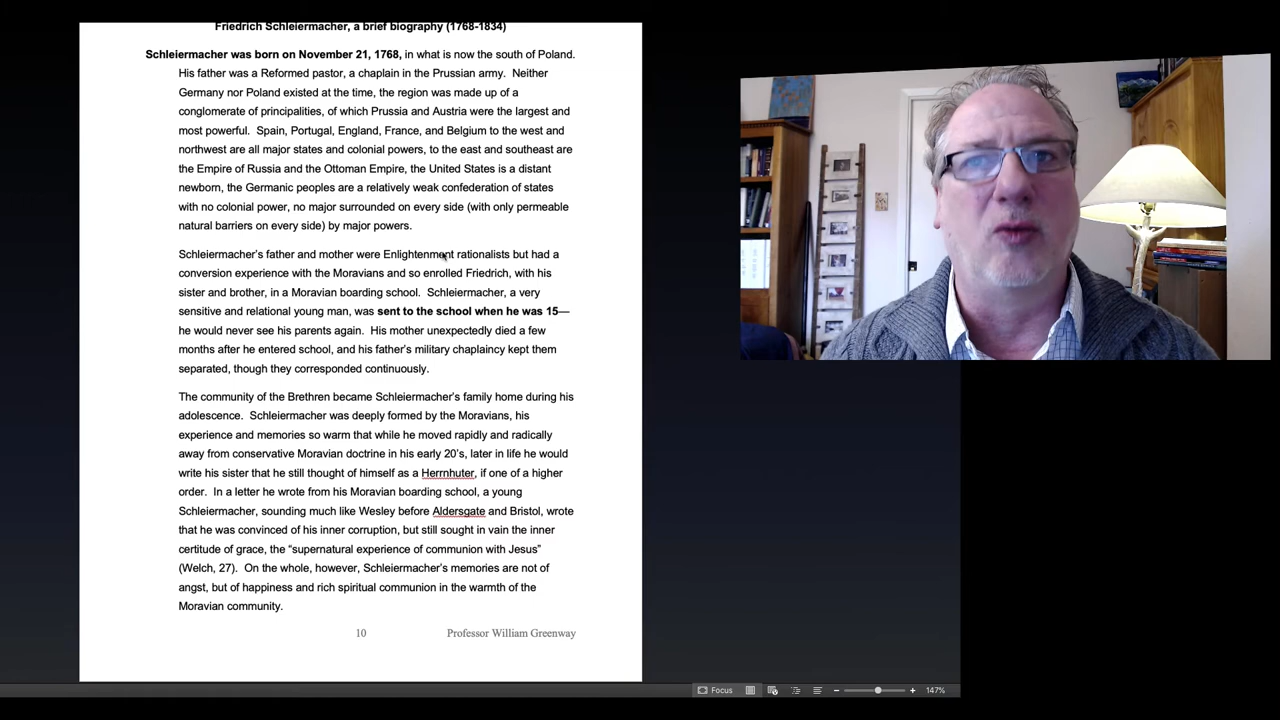 Friedrich Schleiermacher, a brief biography (1768-1834)
Schleiermacher was born on November 21, 1768, in what is now the south of Poland.
His father was a Reformed pastor, a chaplain in the Prussian army. Neither
Germany nor Poland existed at the time, the region was made up of a
conglomerate of principalities, of which Prussia and Austria were the largest and
most powerful. Spain, Portugal, England, France, and Belgium to the west and
northwest are all major states and colonial powers, to the east and southeast are
the Empire of Russia and the Ottoman Empire, the United States is a distant
newborn, the Germanic peoples are a relatively weak confederation of states
with no colonial power, no major surrounded on every side (with only permeable
natural barriers on every side) by major powers.
Schleiermacher's father and mother were Enlightenment rationalists but had a
conversion experience with the Moravians and so enrolled Friedrich, with his
sister and brother, in a Moravian boarding school. Schleiermacher, a very
sensitive and relational young man, was sent to the school when he was 15—
he would never see his parents again. His mother unexpectedly died a few
months after he entered school, and his father's military chaplaincy kept them
separated, though they corresponded continuously.
The community of the Brethren became Schleiermacher's family home during his
adolescence. Schleiermacher was deeply formed by the Moravians, his
experience and memories so warm that while he moved rapidly and radically
away from conservative Moravian doctrine in his early 20's, later in life he would
write his sister that he still thought of himself as a Herrnhuter, if one of a higher
order. In a letter he wrote from his Moravian boarding school, a young
Schleiermacher, sounding much like Wesley before Aldersgate and Bristol, wrote
that he was convinced of his inner corruption, but still sought in vain the inner
certitude of grace, the “supernatural experience of communion with Jesus”
(Welch, 27). On the whole, however, Schleiermacher's memories are not of
angst, but of happiness and rich spiritual communion in the warmth of the
Moravian community.
10 Professor William Greenway
Focus 147%